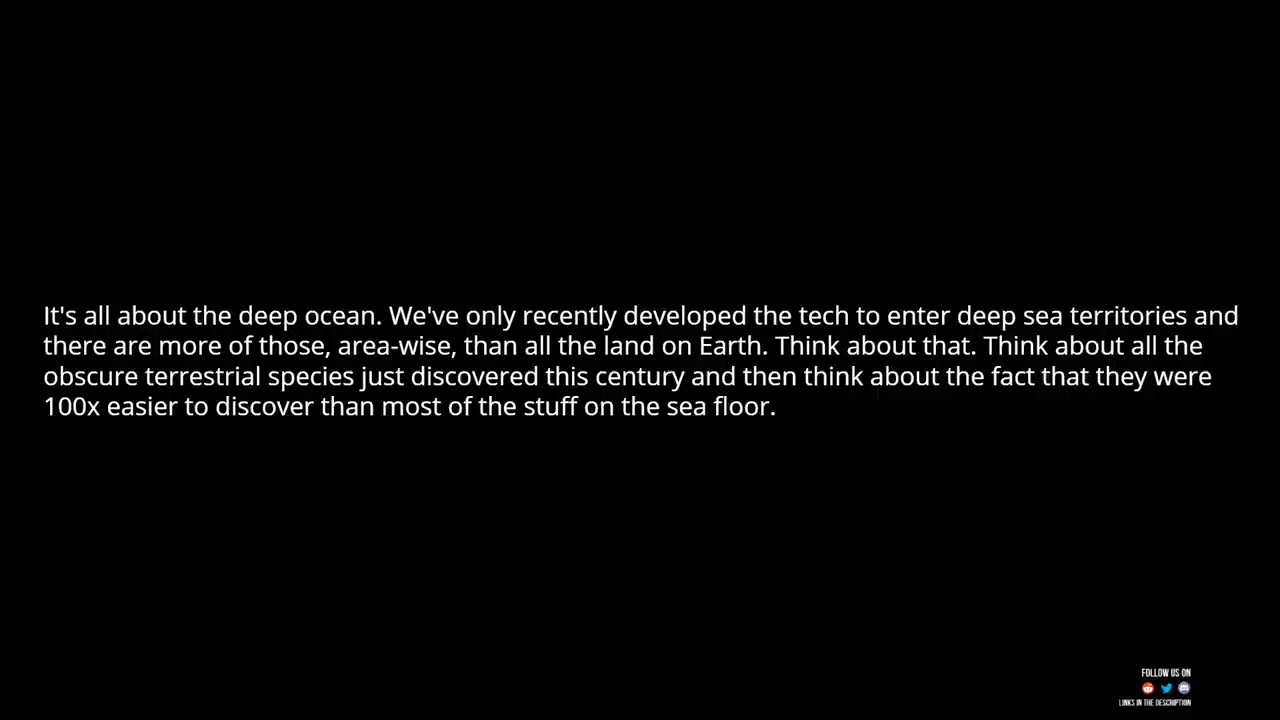 It's all about the deep ocean. We've only recently developed the tech to enter deep sea territories and
there are more of those, area-wise, than all the land on Earth. Think about that. Think about all the
obscure terrestrial species just discovered this century and then think about the fact that they were
100x easier to discover than most of the stuff on the sea floor.
FOLLOW US ON
LINKS IN THE DESCRIPTION